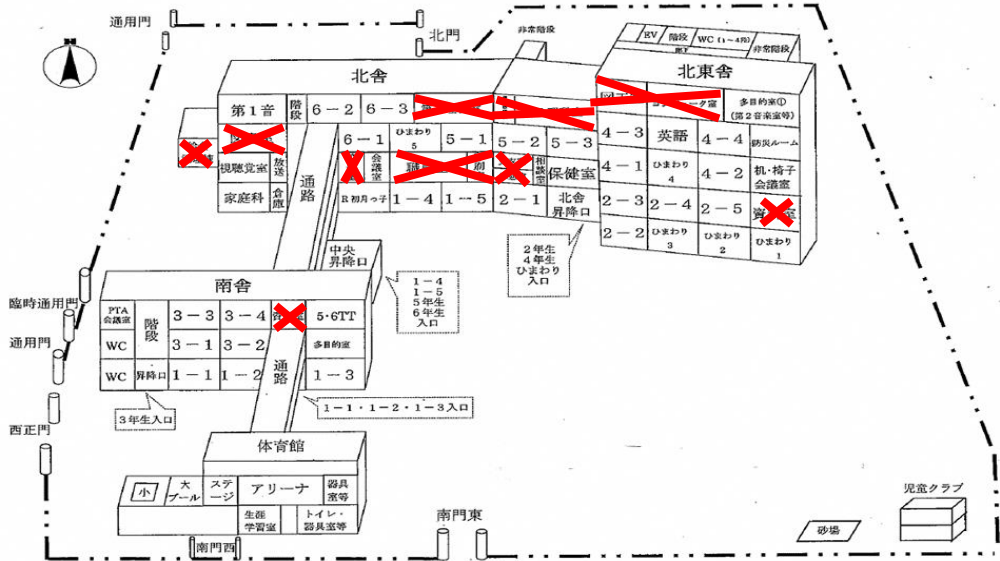 通用門
北門
非常階段
EV 階段 WC(1~4階)
非常階段
北舎
北東舎
第1音
階段
6-2
6-3
多目的室①
(第2音楽室等)
6-1
ひまわり
5
5-1
5-2
5-3
4-3
英語
4-4
防災ルーム
視聴覚室
放送
会議室
相談室
保健室
4-1
ひまわり
4
4-2
机・椅子
会議室
家庭科
倉庫
通路
R初月っ子
1-4
1-5
2-1
北舎
昇降口
2-3
2-4
2-5
2-2
ひまわり
3
ひまわり
2
ひまわり
1
中央
昇降口
2年生
4年生
ひまわり
入口
1-4
1-5
5年生
6年生
入口
南舎
臨時通用門
PTA
会議室
階段
3-3
3-4
5・6TT
通用門
WC
3-1
3-2
多目的室
WC
昇降口
1-1
1-2
通路
1-3
3年生入口
1-1・1-2・1-3入口
西正門
体育館
小
大
プール
ステージ
アリーナ
器具
室等
生涯
学習室
トイレ・
器具室等
南門西
南門東
砂場
児童クラブ